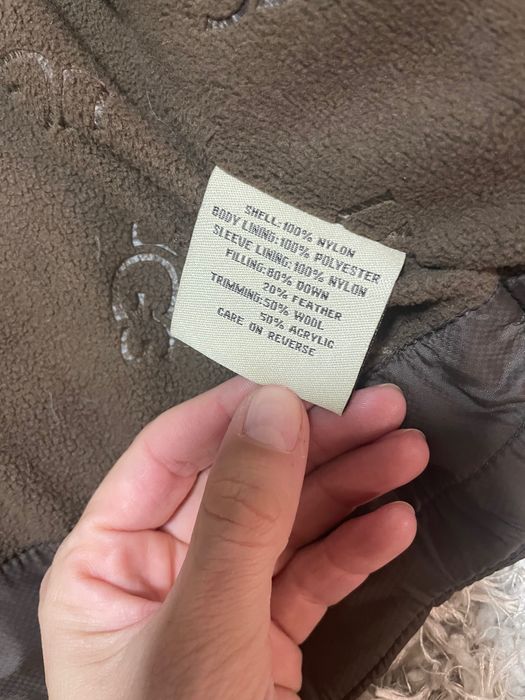 SHELL:100% NYLON
BODY LINING:100% POLYESTER
SLEEVE LINING:100% NYLON
FILLING:80% DOWN
20% FEATHER
TRIMMING:50% WOOL
50% ACRYLIC
CARE ON REVERSE